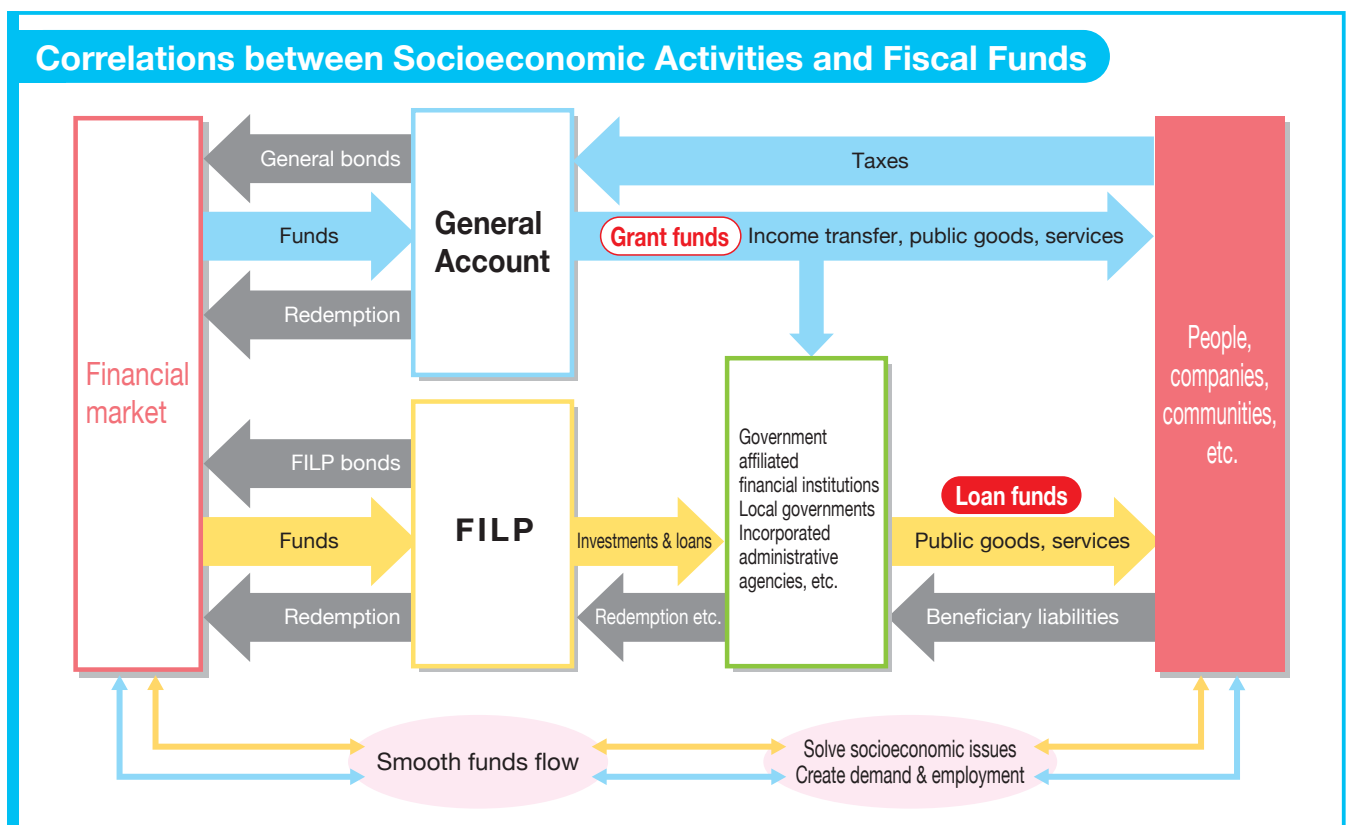 Correlations between Socioeconomic Activities and Fiscal Funds
Financial
market
General bonds
Funds
Redemption
General
Account
Taxes
Grant funds
Income transfer, public goods, services
FILP bonds
Funds
Redemption
FILP
Investments & loans
Redemption etc.
Government
affiliated
financial institutions
Local governments
Incorporated
administrative
agencies, etc.
Loan funds
Public goods, services
Beneficiary liabilities
People,
companies,
communities,
etc.
Smooth funds flow
Solve socioeconomic issues
Create demand & employment